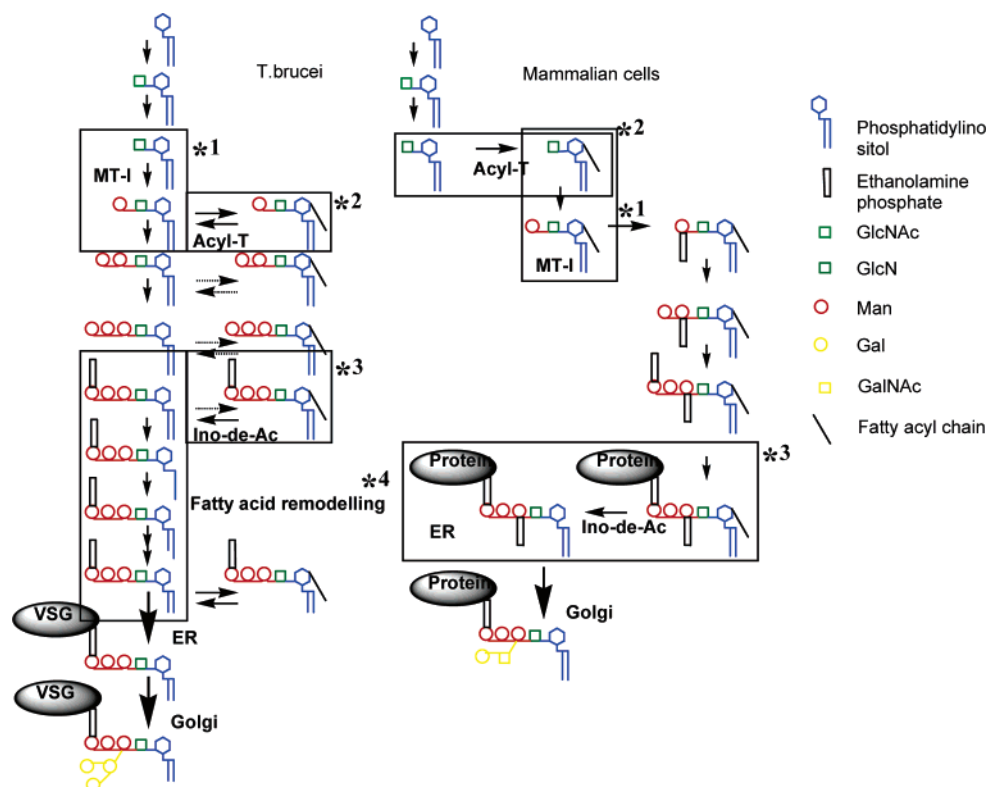 T.brucei
*1
MT-I
*2
Acyl-T
*3
Ino-de-Ac
*4
Fatty acid remodelling
VSG
ER
VSG
Golgi
Mammalian cells
*2
Acyl-T
*1
MT-I
*3
Protein
Protein
ER
Ino-de-Ac
Protein
Golgi
Phosphatidylino
sitol
Ethanolamine
phosphate
GlcNAc
GlcN
Man
Gal
GalNAc
Fatty acyl chain